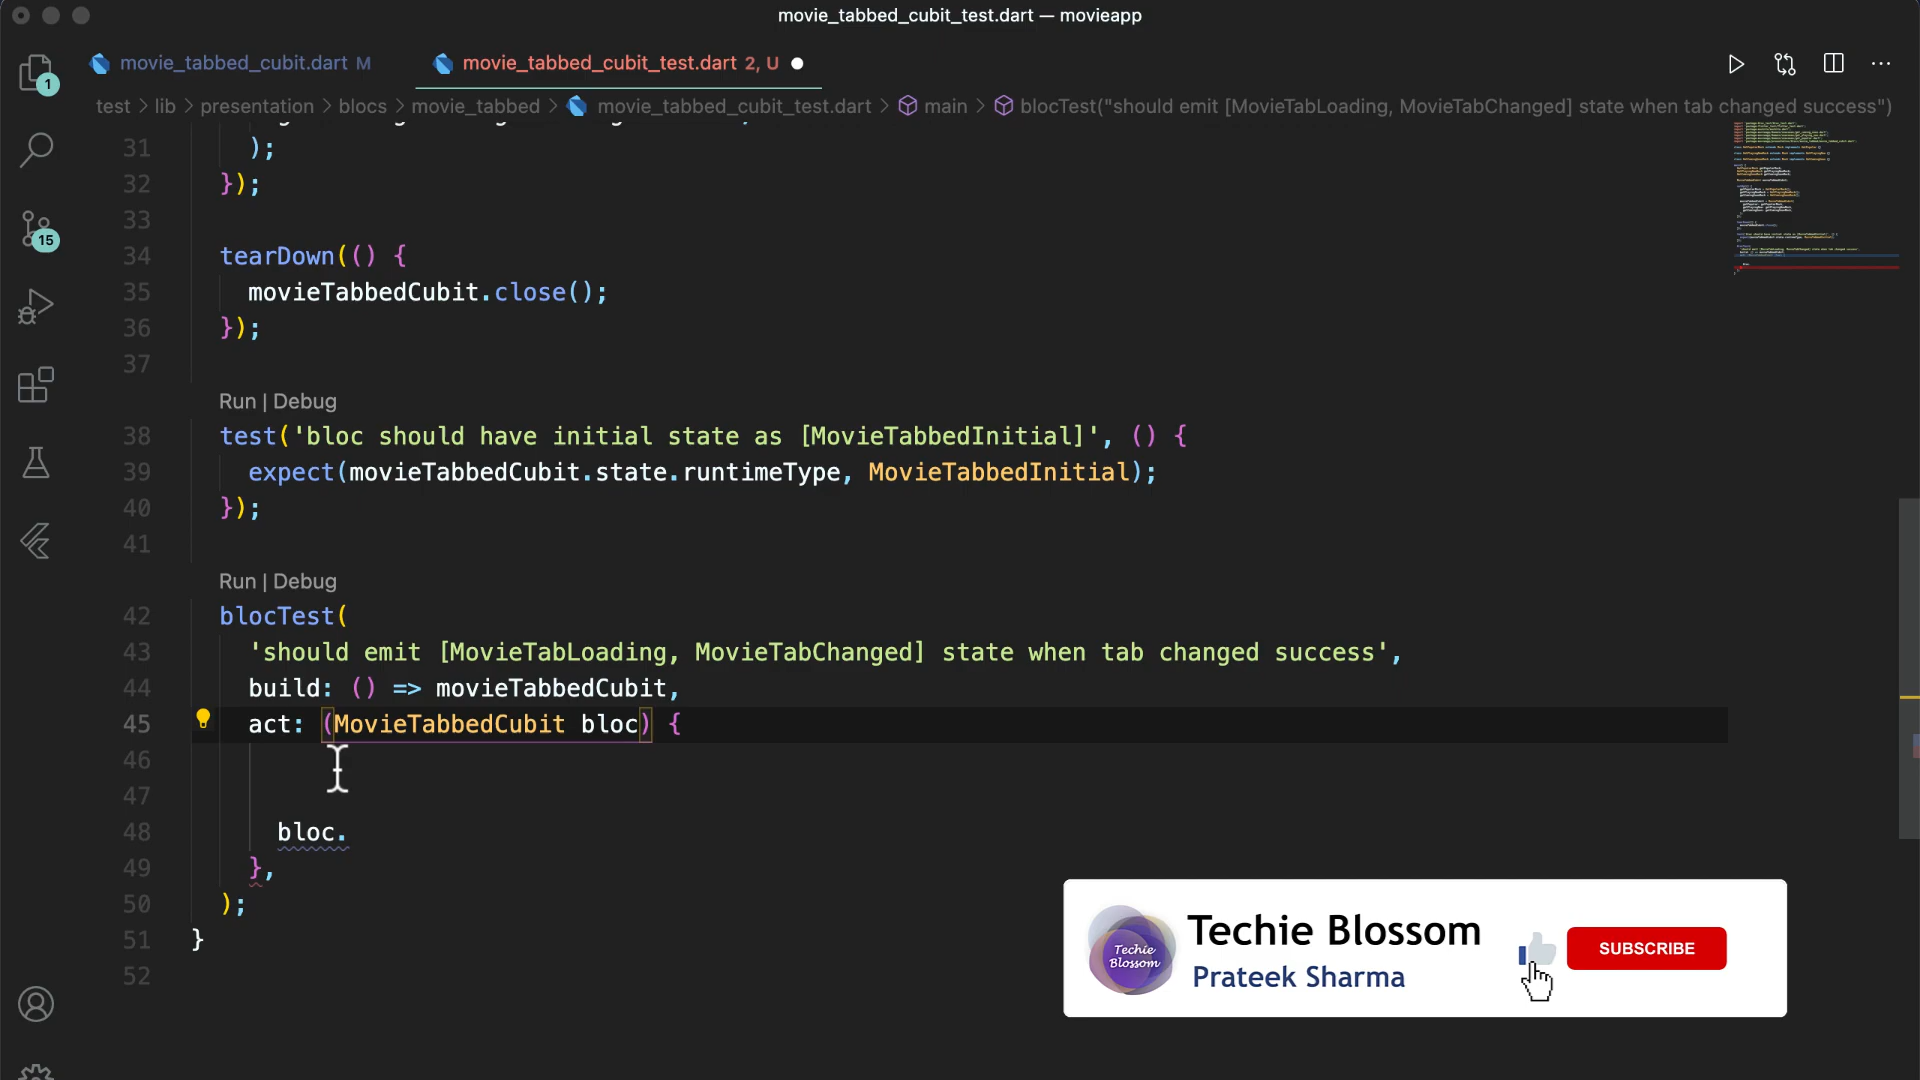 movie_tabbed_cubit_test.dart — movieapp
movie_tabbed_cubit.dart M
movie_tabbed_cubit_test.dart 2, U
test > lib > presentation > blocs > movie_tabbed > movie_tabbed_cubit_test.dart > main > blocTest("should emit [MovieTabLoading, MovieTabChanged] state when tab changed success")
1
15
31 );
32 });
33
34 tearDown(() {
35 movieTabbedCubit.close();
36 });
37
Run | Debug
38 test('bloc should have initial state as [MovieTabbedInitial]', () {
39 expect(movieTabbedCubit.state.runtimeType, MovieTabbedInitial);
40 });
41
Run | Debug
42 blocTest(
43 'should emit [MovieTabLoading, MovieTabChanged] state when tab changed success',
44 build: () => movieTabbedCubit,
45 act: (MovieTabbedCubit bloc) {
46
47
48 bloc.
49 },
50 );
51 }
52
Techie Blossom
Techie Blossom
Prateek Sharma
SUBSCRIBE